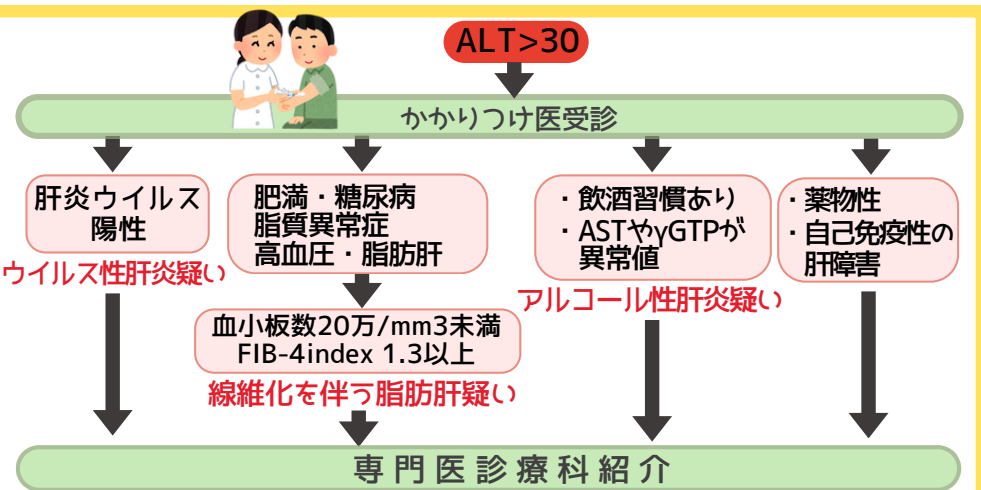 ALT>30
かかりつけ医受診
肝炎ウイルス
陽性
ウイルス性肝炎疑い
肥満・糖尿病
脂質異常症
高血圧・脂肪肝
血小板数20万/mm3未満
FIB-4index 1.3以上
線維化を伴う脂肪肝疑い
・飲酒習慣あり
・ASTやγGTPが
異常値
アルコール性肝炎疑い
・薬物性
・自己免疫性の
肝障害
専門医診療科紹介